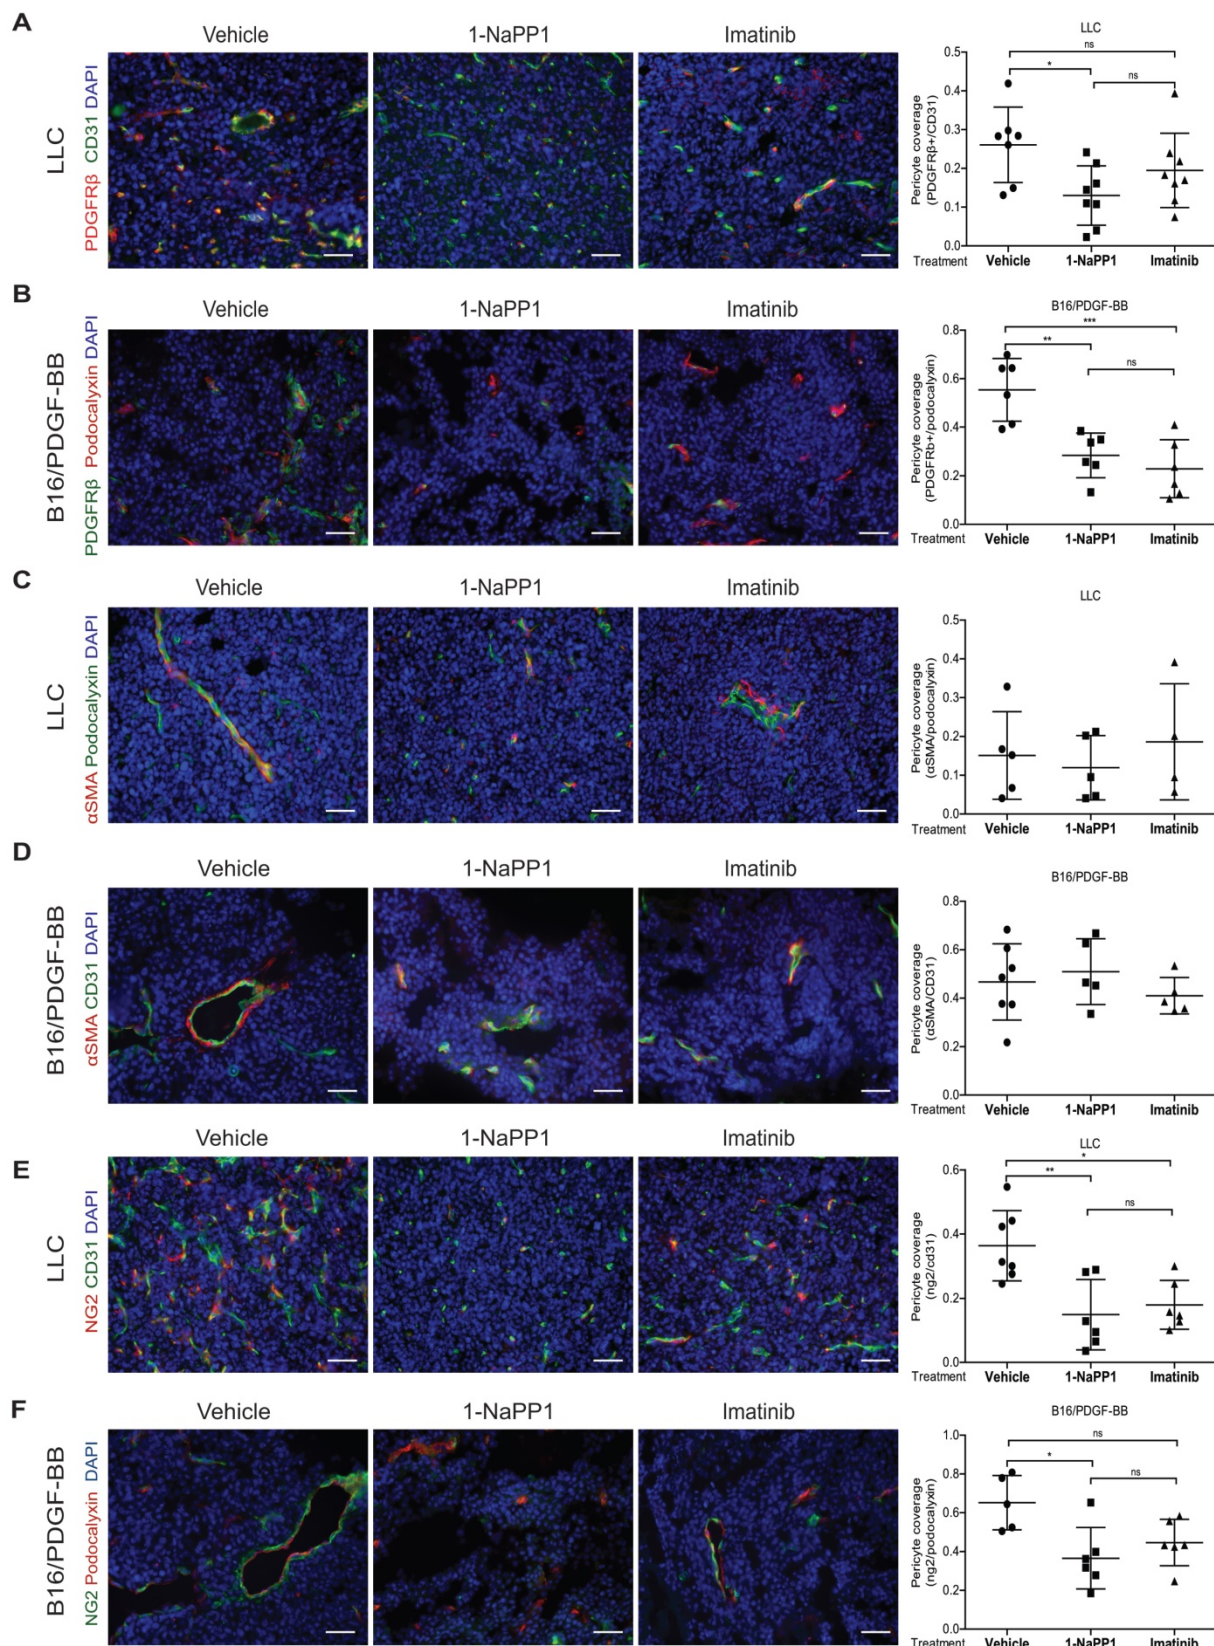 A
Vehicle
1-NaPP1
Imatinib
LLC
PDGFRβ CD31 DAPI
LLC
Pericyte coverage
(PDGFRβ+/CD31)
0.5
0.4
0.3
0.2
0.1
0.0
ns
*
ns
Treatment
Vehicle
1-NaPP1
Imatinib
B
Vehicle
1-NaPP1
Imatinib
B16/PDGF-BB
PDGFRβ Podocalyxin DAPI
B16/PDGF-BB
Pericyte coverage
(PDGFRb+/podocalyxin)
0.8
0.6
0.4
0.2
0.0
***
**
ns
Treatment
Vehicle
1-NaPP1
Imatinib
C
Vehicle
1-NaPP1
Imatinib
LLC
αSMA Podocalyxin DAPI
LLC
Pericyte coverage
(αSMA/podocalyxin)
0.5
0.4
0.3
0.2
0.1
0.0
Treatment
Vehicle
1-NaPP1
Imatinib
D
Vehicle
1-NaPP1
Imatinib
B16/PDGF-BB
αSMA CD31 DAPI
B16/PDGF-BB
Pericyte coverage
(αSMA/CD31)
0.8
0.6
0.4
0.2
0.0
Treatment
Vehicle
1-NaPP1
Imatinib
E
Vehicle
1-NaPP1
Imatinib
LLC
NG2 CD31 DAPI
LLC
Pericyte coverage
(ng2/cd31)
0.6
0.4
0.2
0.0
*
**
ns
Treatment
Vehicle
1-NaPP1
Imatinib
F
Vehicle
1-NaPP1
Imatinib
B16/PDGF-BB
NG2 Podocalyxin DAPI
B16/PDGF-BB
Pericyte coverage
(ng2/podocalyxin)
1.0
0.8
0.6
0.4
0.2
0.0
ns
*
ns
Treatment
Vehicle
1-NaPP1
Imatinib